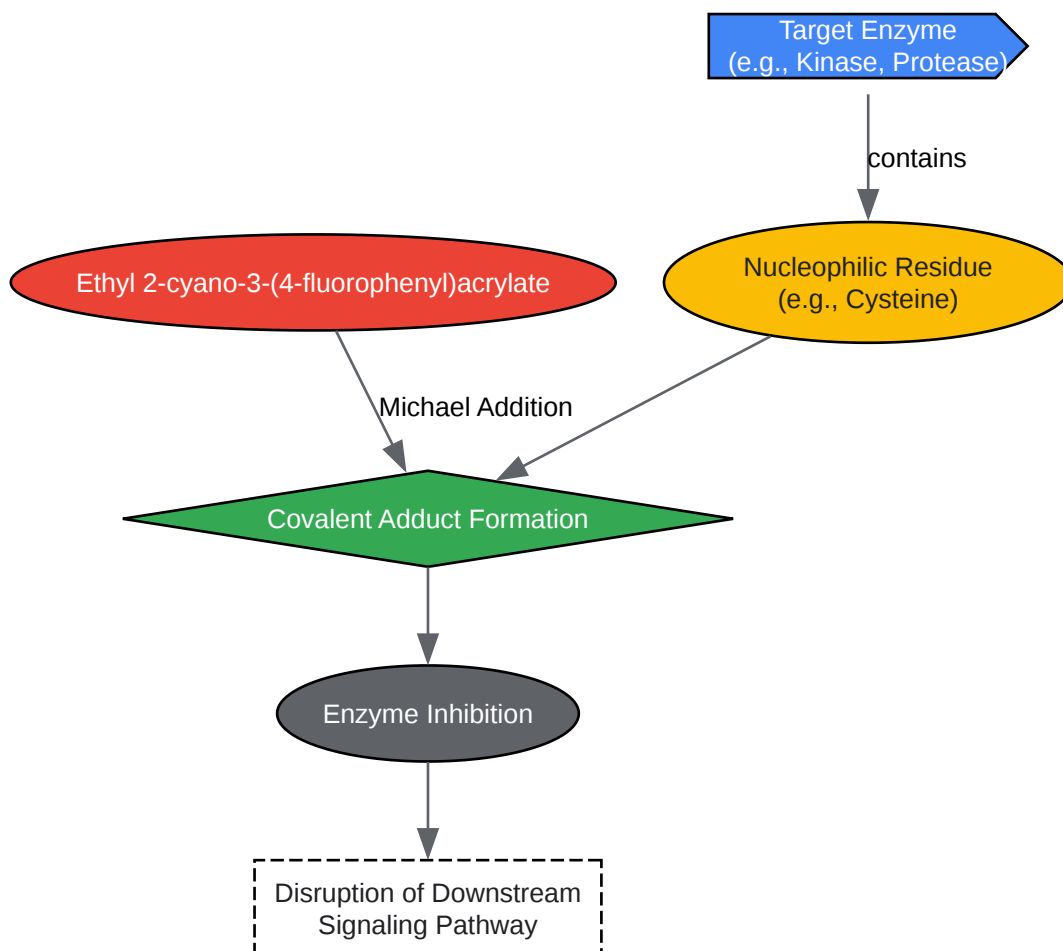 Target Enzyme
(e.g., Kinase, Protease)
contains
Ethyl 2-cyano-3-(4-fluorophenyl)acrylate
Nucleophilic Residue
(e.g., Cysteine)
Michael Addition
Covalent Adduct Formation
Enzyme Inhibition
Disruption of Downstream
Signaling Pathway